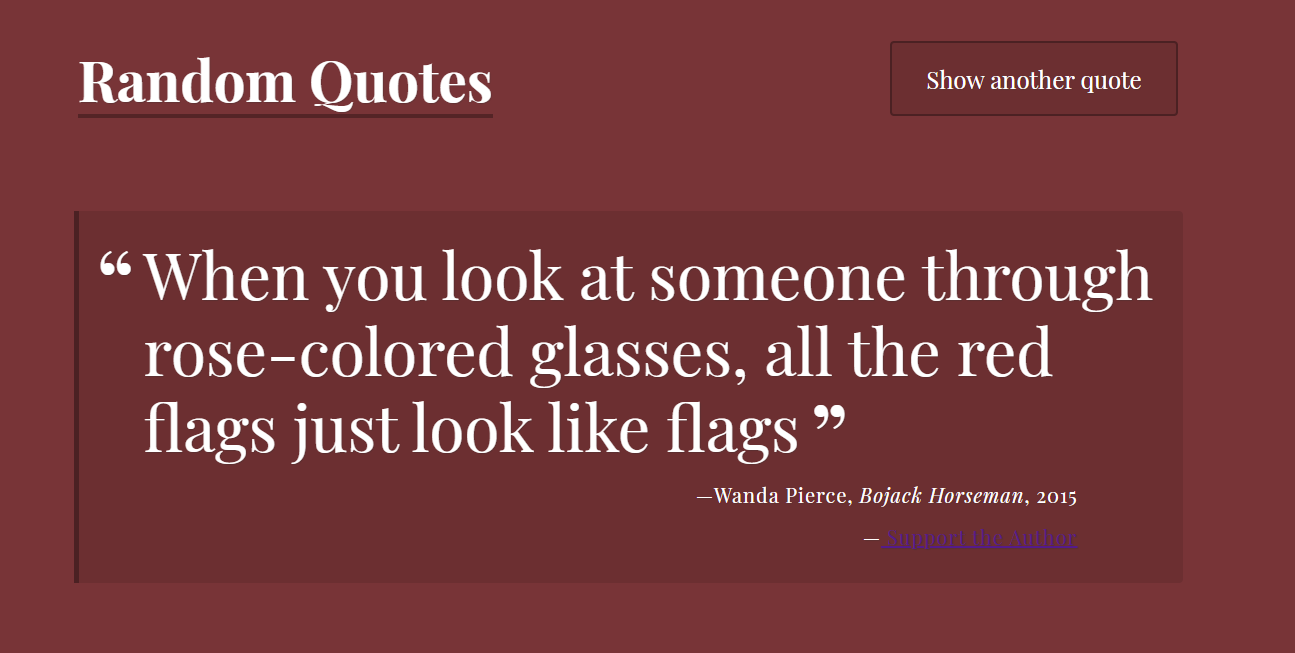 Random Quotes
Show another quote
“ When you look at someone through
rose-colored glasses, all the red
flags just look like flags ”
—Wanda Pierce, Bojack Horseman, 2015
— Support the Author